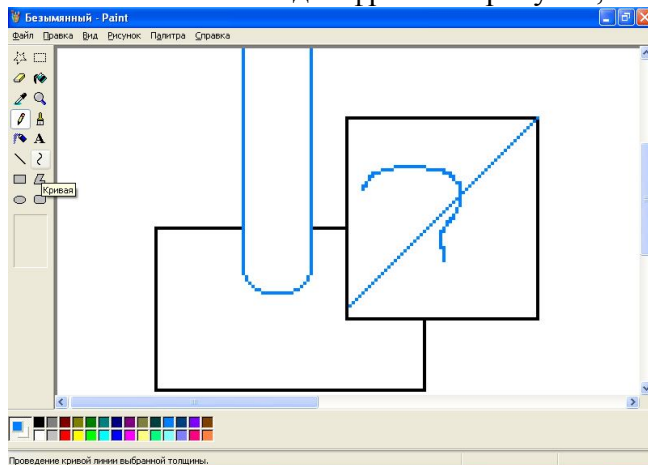 Безымянный - Paint
Файл Правка Вид Рисунок Палитра Справка
A
Кривая
Проведение кривой линии выбранной толщины.